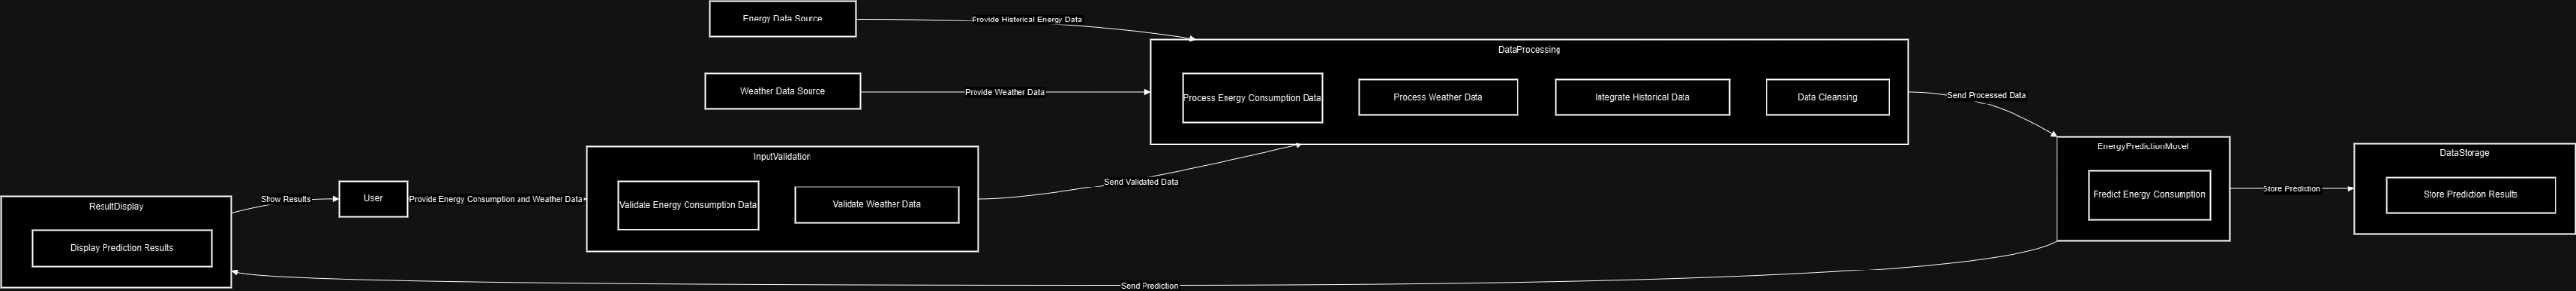 Energy Data Source
Provide Historical Energy Data
DataProcessing
Weather Data Source
Provide Weather Data
Process Energy Consumption Data
Process Weather Data
Integrate Historical Data
Data Cleansing
Send Processed Data
EnergyPredictionModel
Predict Energy Consumption
DataStorage
Store Prediction
Store Prediction Results
InputValidation
Validate Energy Consumption Data
Validate Weather Data
Send Validated Data
ResultDisplay
Display Prediction Results
Show Results
User
Provide Energy Consumption and Weather Data
Send Prediction